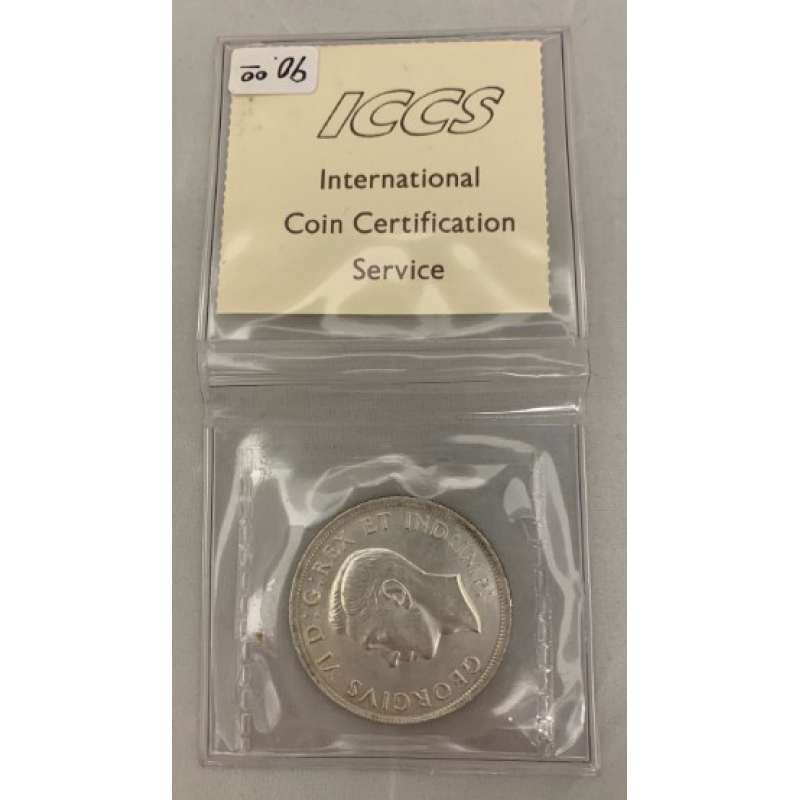 90.00
ICCS
International
Coin Certification
Service
GEORGIVS VI D:G:REX ET IND:IMP: